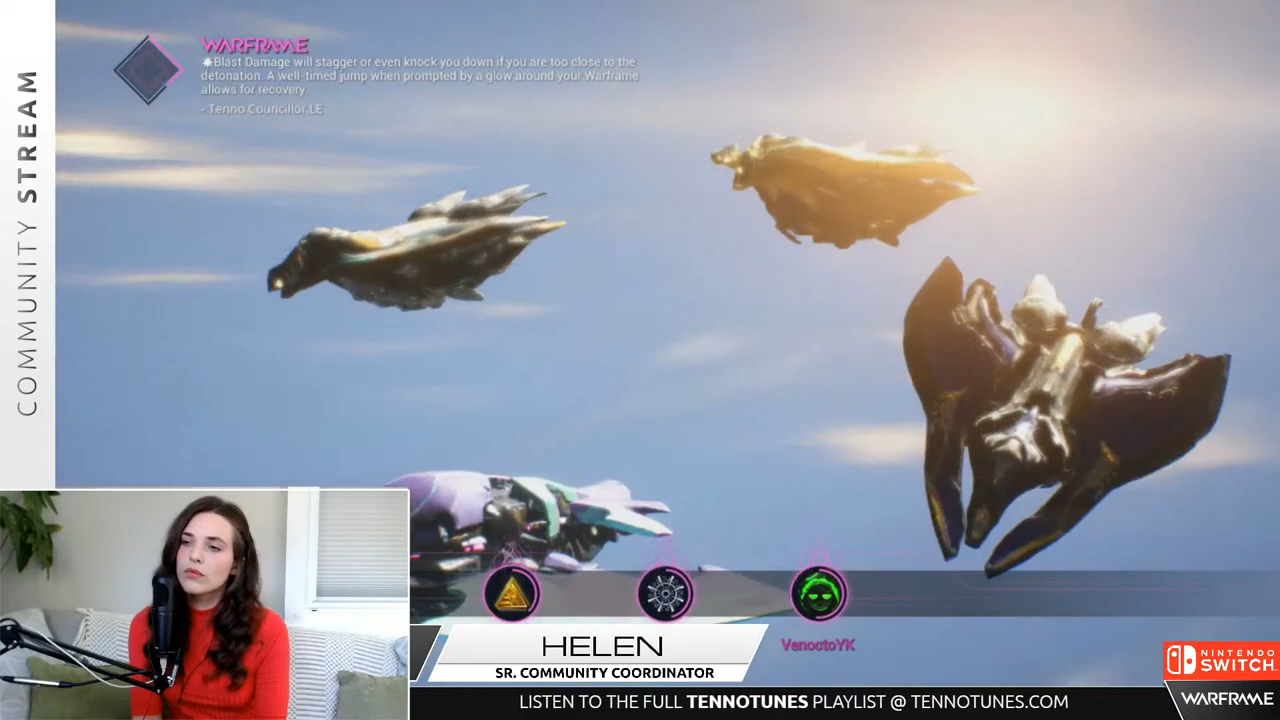 COMMUNITY STREAM
WARFRAME
Blast Damage will stagger or even knock you down if you are too close to the
detonation. A well-timed jump when prompted by a glow around your Warframe
allows for recovery.
- Tenno Councillor LE
VenoctoYK
HELEN
SR. COMMUNITY COORDINATOR
NINTENDO
SWITCH
WARFRAME
LISTEN TO THE FULL TENNOTUNES PLAYLIST @ TENNOTUNES.COM